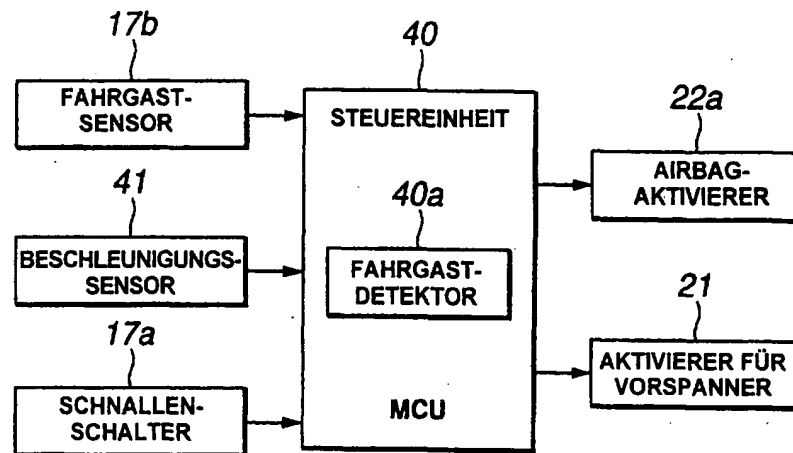 17b
FAHRGAST-
SENSOR
41
BESCHLEUNIGUNGS-
SENSOR
17a
SCHNALLEN-
SCHALTER
40
STEUEREINHEIT
40a
FAHRGAST-
DETEKTOR
MCU
22a
AIRBAG-
AKTIVIERER
21
AKTIVIERER FÜR
VORSPANNER